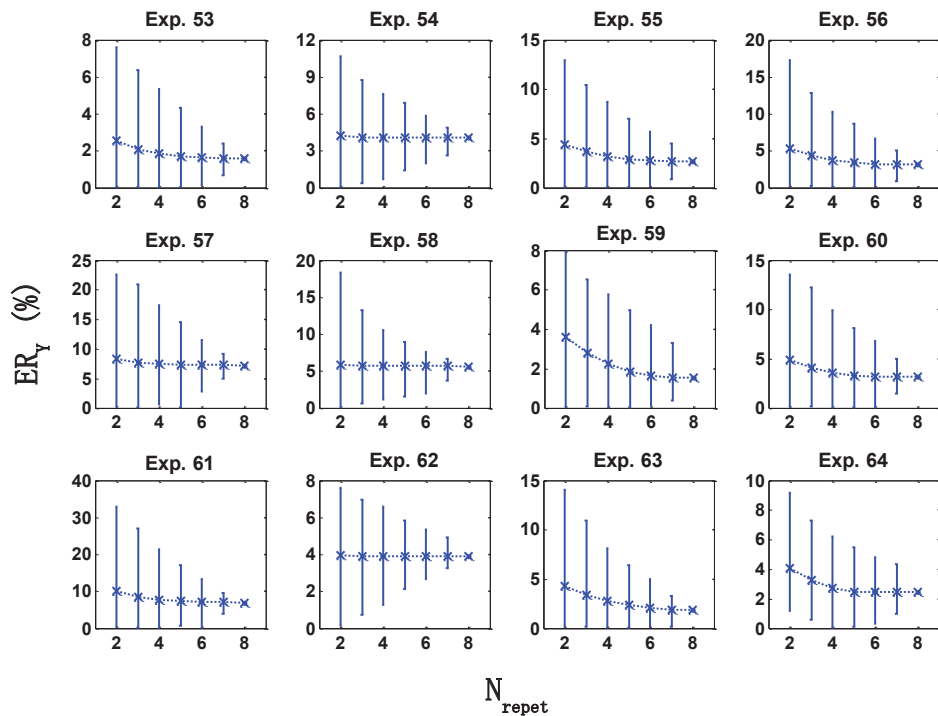 Exp. 53 Exp. 54 Exp. 55 Exp. 56
8 6 4 2 0 2 4 6 8
12 9 6 3 0 2 4 6 8
15 10 5 0 2 4 6 8
20 15 10 5 0 2 4 6 8
ER_Y (%)
Exp. 57 Exp. 58 Exp. 59 Exp. 60
25 20 15 10 5 0 2 4 6 8
20 15 10 5 0 2 4 6 8
8 6 4 2 0 2 4 6 8
15 10 5 0 2 4 6 8
Exp. 61 Exp. 62 Exp. 63 Exp. 64
40 30 20 10 0 2 4 6 8
8 6 4 2 0 2 4 6 8
15 10 5 0 2 4 6 8
10 8 6 4 2 0 2 4 6 8
N_repet